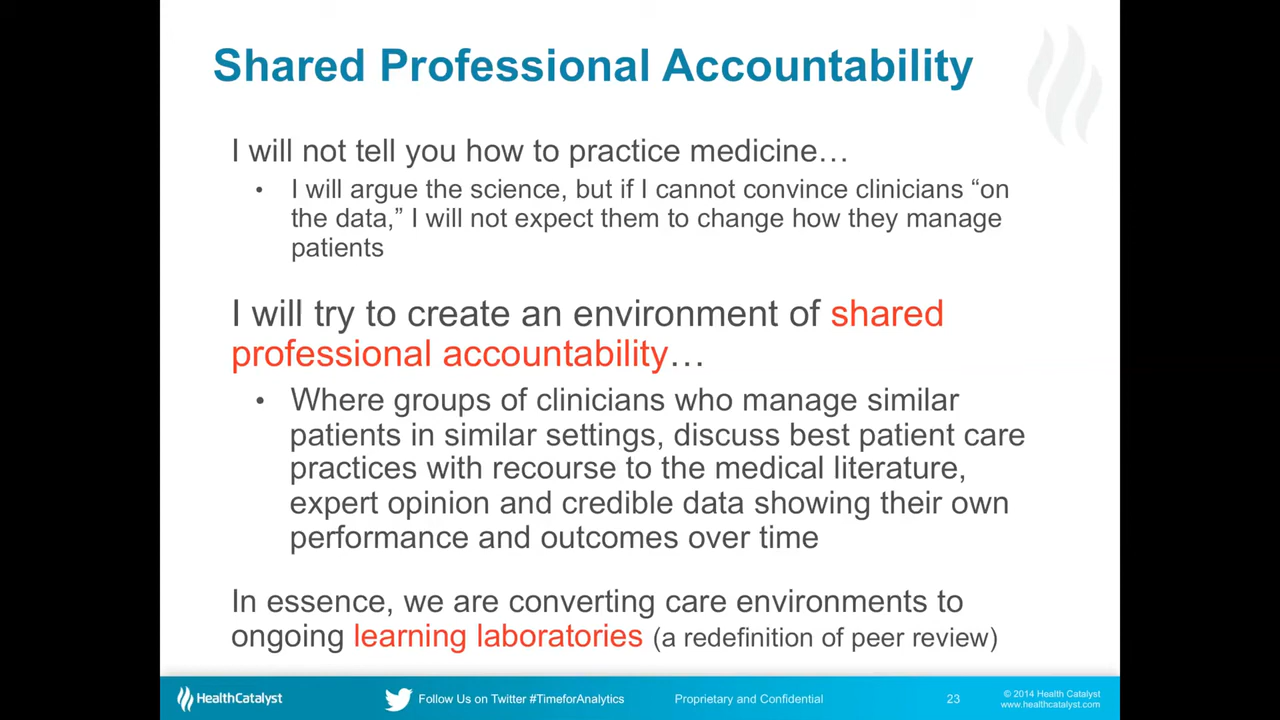 Shared Professional Accountability
I will not tell you how to practice medicine…
• I will argue the science, but if I cannot convince clinicians “on
the data,” I will not expect them to change how they manage
patients
I will try to create an environment of shared
professional accountability…
• Where groups of clinicians who manage similar
patients in similar settings, discuss best patient care
practices with recourse to the medical literature,
expert opinion and credible data showing their own
performance and outcomes over time
In essence, we are converting care environments to
ongoing learning laboratories (a redefinition of peer review)
HealthCatalyst
Follow Us on Twitter #TimeforAnalytics
Proprietary and Confidential
23
© 2014 Health Catalyst
www.healthcatalyst.com